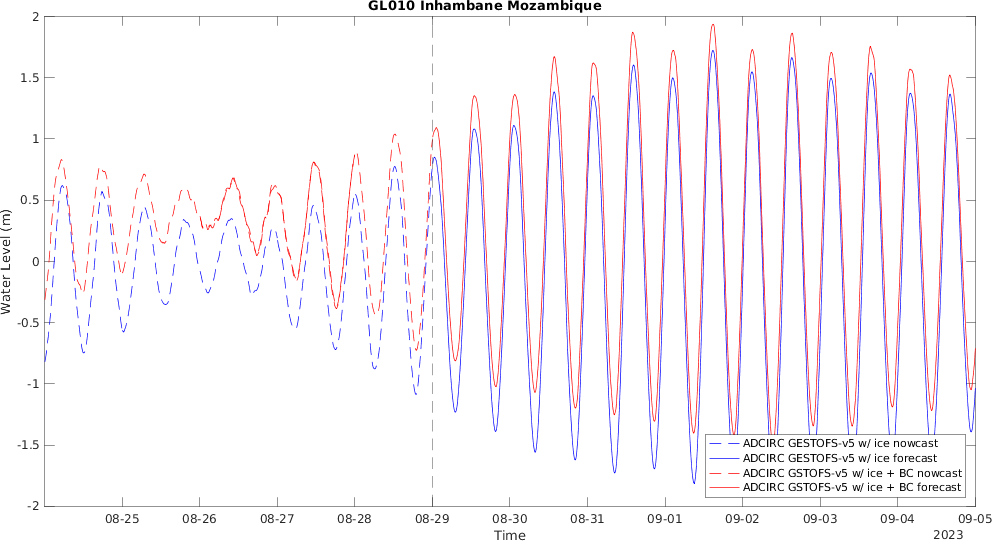 GL010 Inhambane Mozambique
2
1.5
1
0.5
0
-0.5
-1
-1.5
-2
Water Level (m)
ADCIRC GESTOFS-v5 w/ ice nowcast
ADCIRC GESTOFS-v5 w/ ice forecast
ADCIRC GSTOFS-v5 w/ ice + BC nowcast
ADCIRC GSTOFS-v5 w/ ice + BC forecast
08-25 08-26 08-27 08-28 08-29 08-30 08-31 09-01 09-02 09-03 09-04 09-05
Time
2023